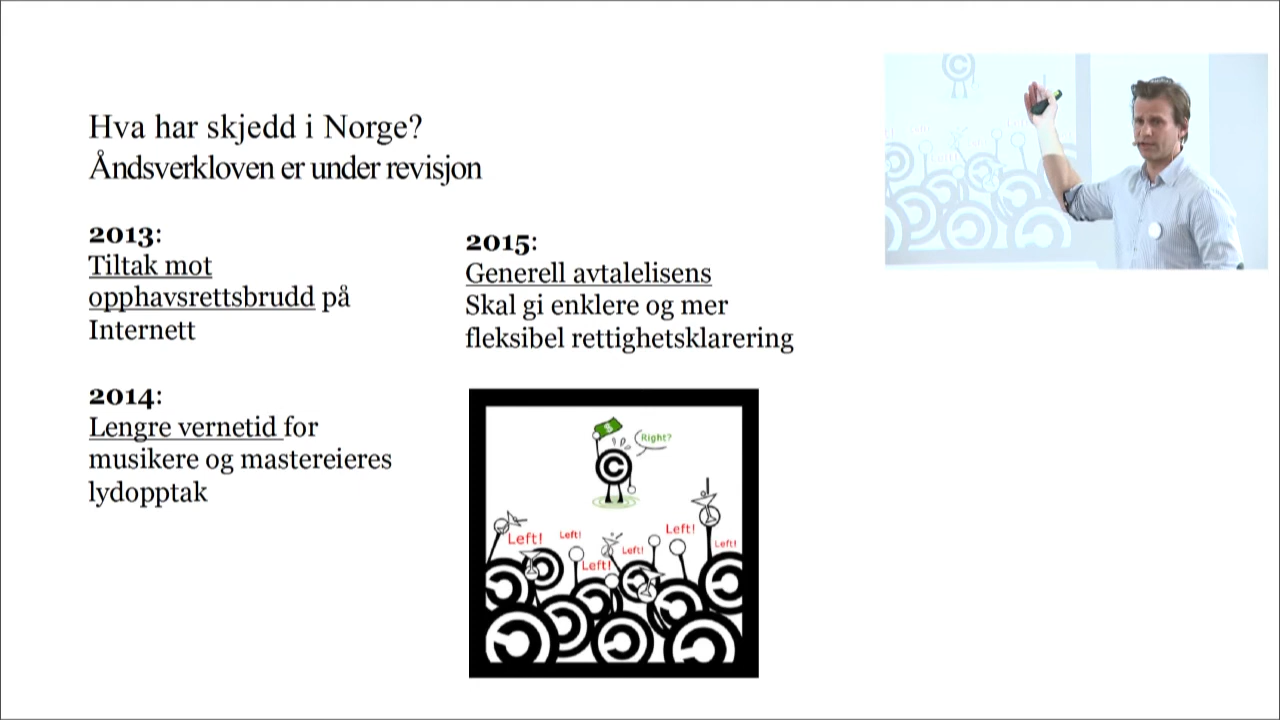 Hva har skjedd i Norge?
Åndsverkloven er under revisjon
2013:
Tiltak mot
opphavsrettsbrudd på
Internett
2014:
Lengre vernetid for
musikere og mastereieres
lydopptak
2015:
Generell avtalelisens
Skal gi enklere og mer
fleksibel rettighetsklarering
$
Right?
C
Left!
Left!
Left!
Left!
Left!
Left!